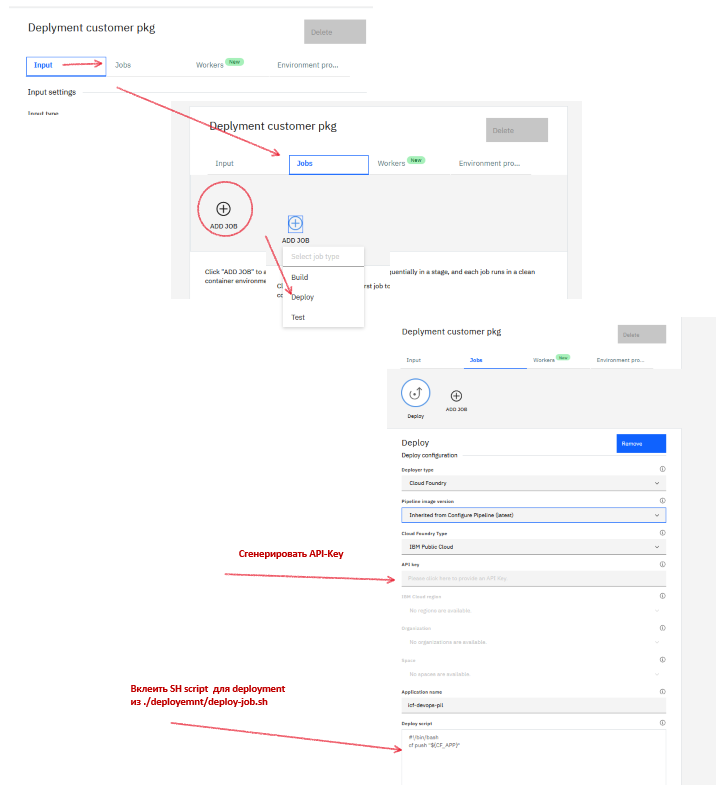 Deplyment customer pkg
Delete
Input
Jobs
Workers New
Environment pro...
Input settings
Input type
Deplyment customer pkg
Delete
Input
Jobs
Workers New
Environment pro...
ADD JOB
ADD JOB
Select job type
Build
Deploy
Test
Click "ADD JOB" to a
quentially in a stage, and each job runs in a clean
container environme
rst job to
Deplyment customer pkg
Delete
Input
Jobs
Workers New
Environment pro...
Deploy
ADD JOB
Deploy
Remove
Deploy configuration
Deployer type
Cloud Foundry
Pipeline image version
Inherited from Configure Pipeline (latest)
Cloud Foundry Type
IBM Public Cloud
Сгенерировать API-Key
API key
Please click here to provide an API Key.
IBM Cloud region
No regions are available
Organization
No organizations are available
Space
No spaces are available
Вклеить SH script для deployment
из ./deployemnt/deploy-job.sh
Application name
icf-devops-pil
Deploy script
#!/bin/bash
cf push "${CF_APP}"